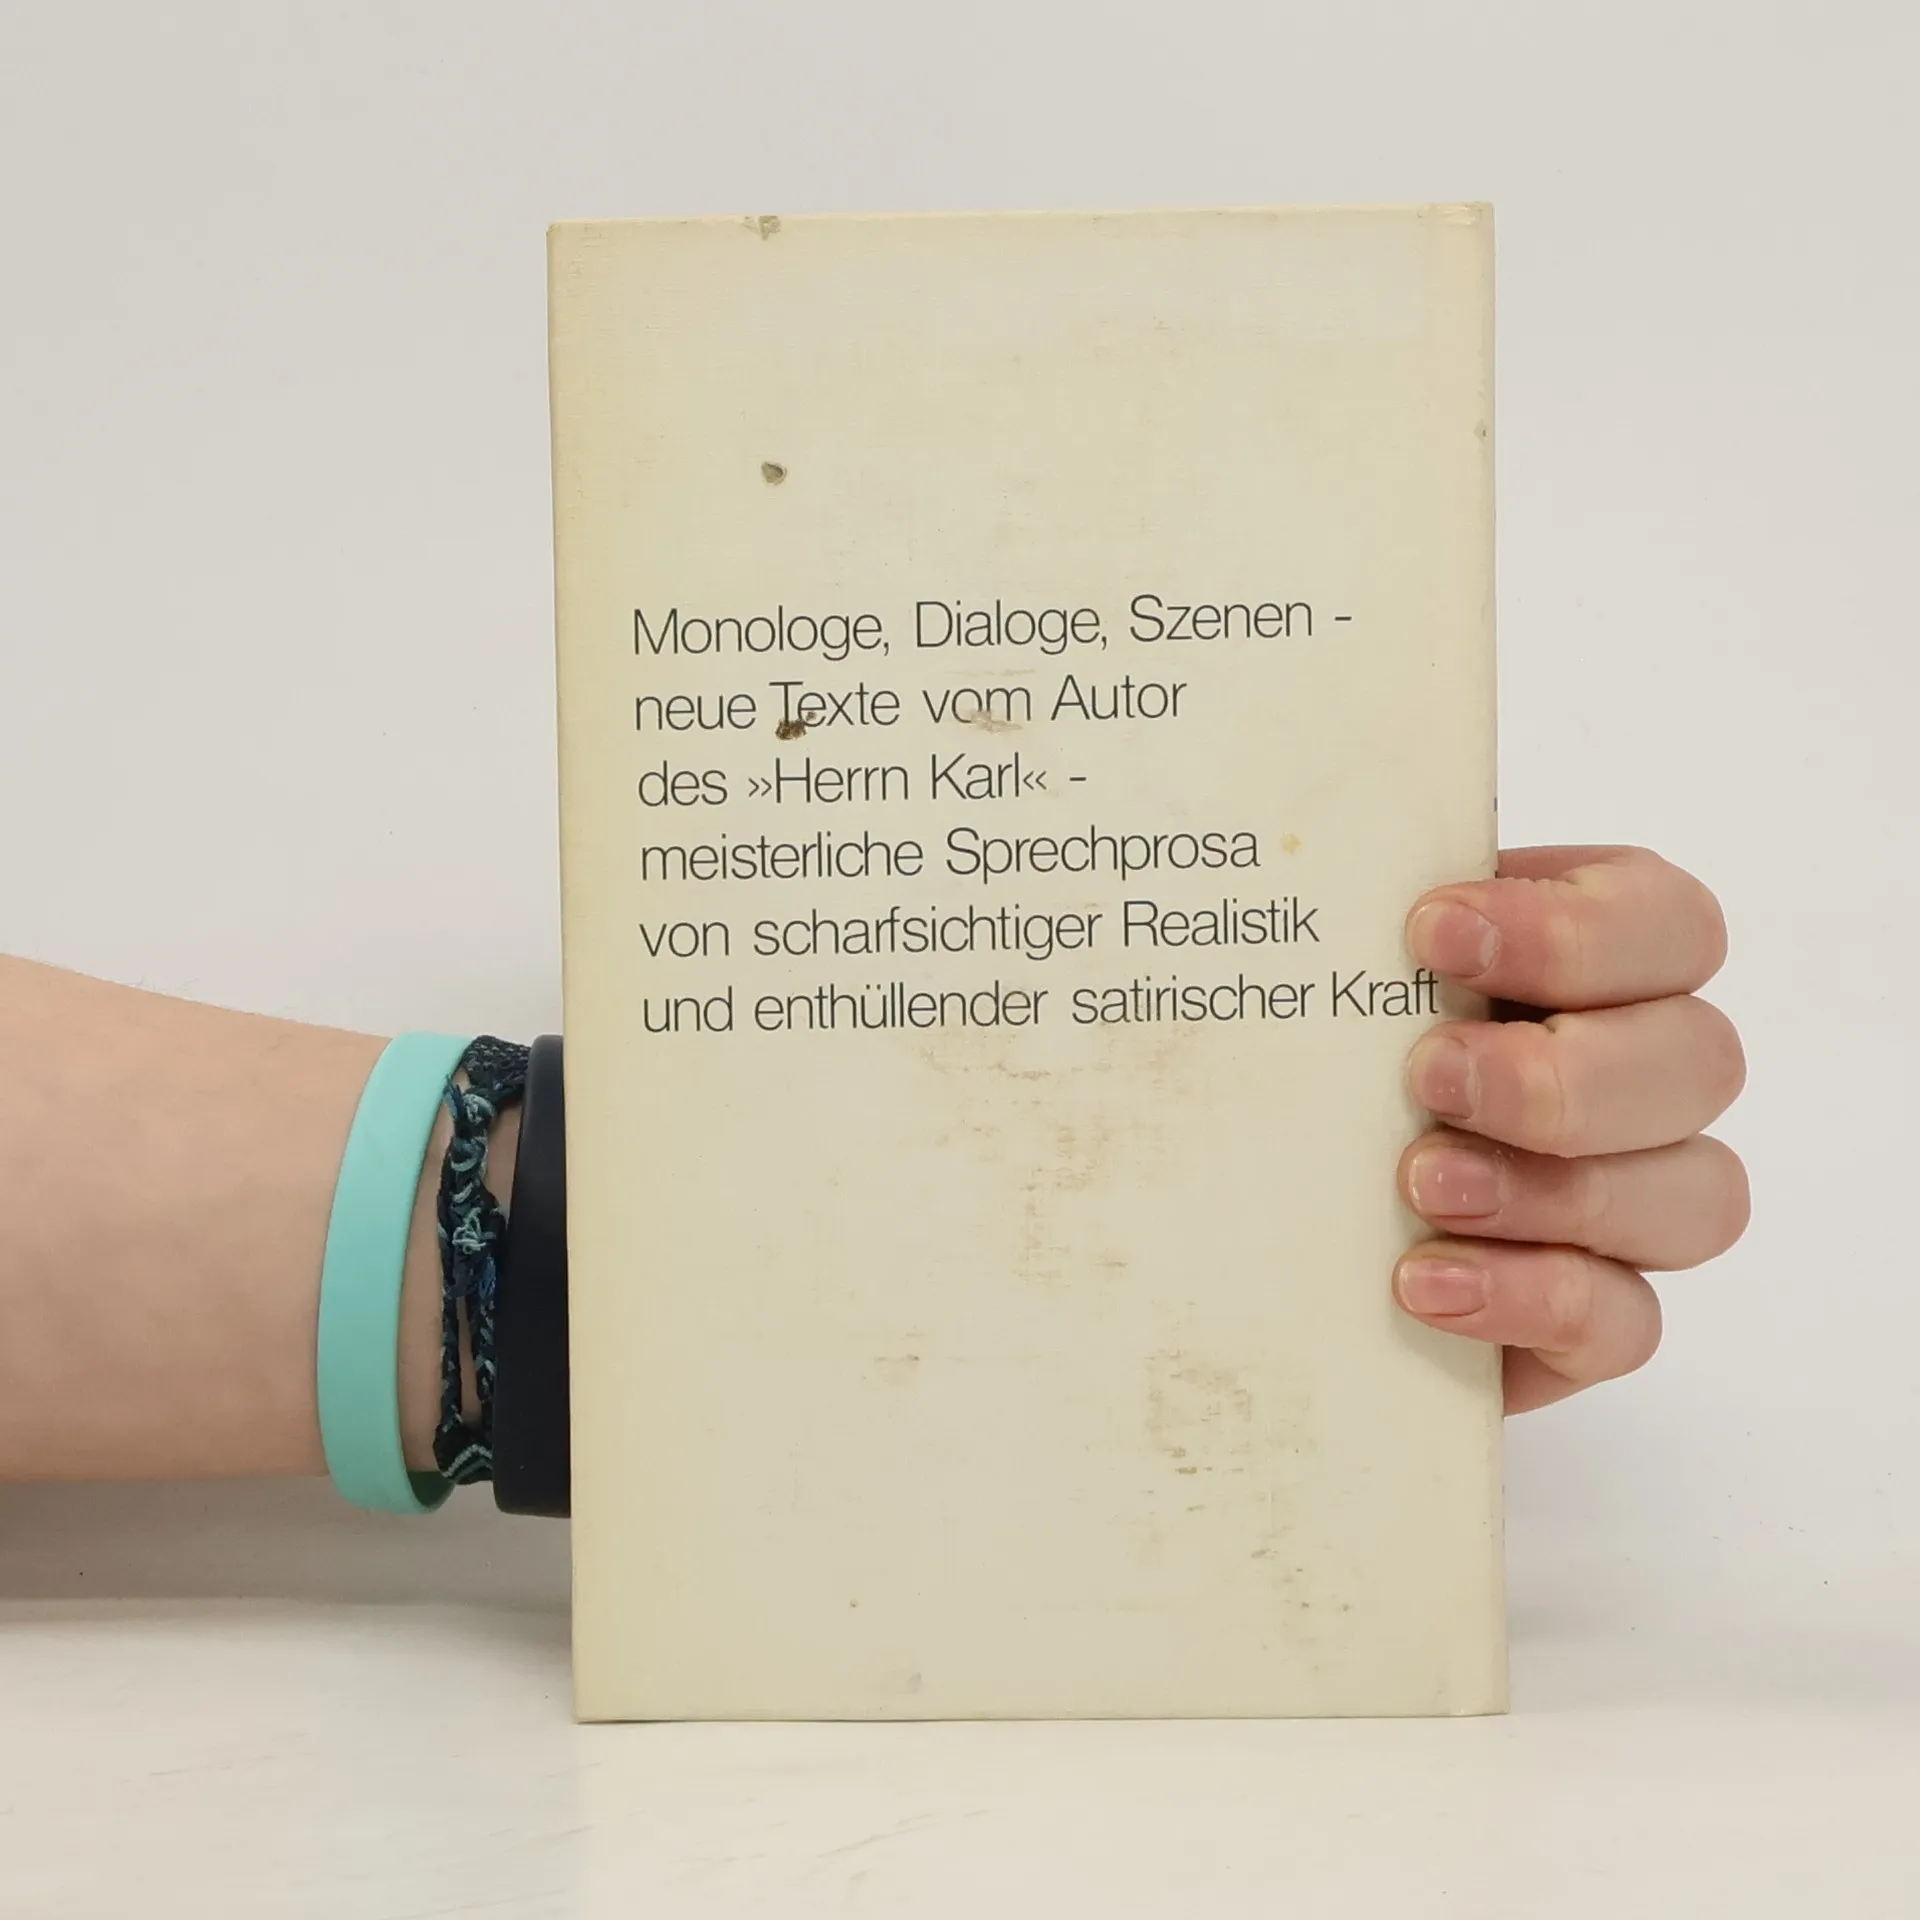 Monologe, Dialoge, Szenen -
neue Texte vom Autor
des »Herrn Karl« -
meisterliche Sprechprosa
von scharfsichtiger Realistik
und enthüllender satirischer Kraft